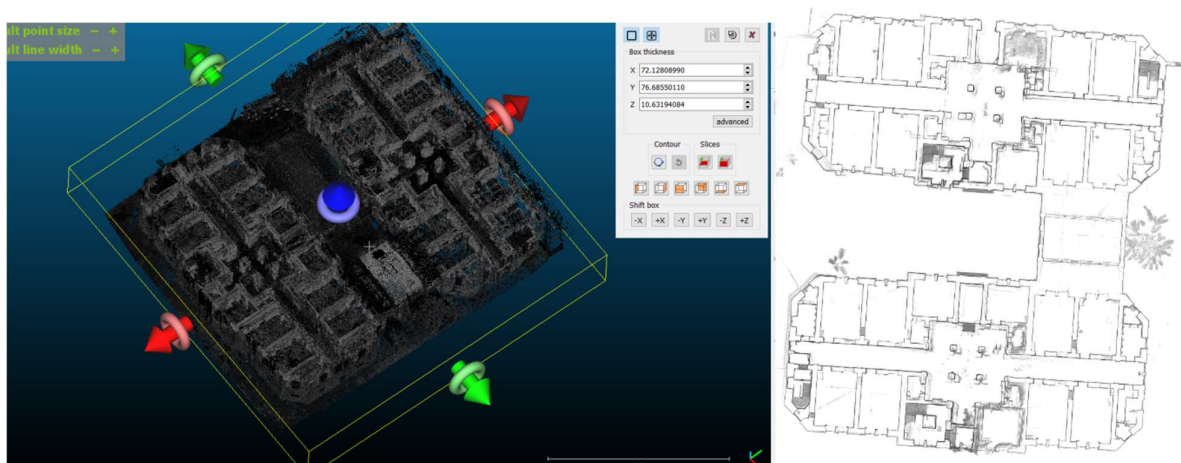 ult point size − +
ult line width − +
Box thickness
X 72.12808990
Y 76.68550110
Z 10.63194084
advanced
Contour Slices
Shift box
-X +X -Y +Y -Z +Z